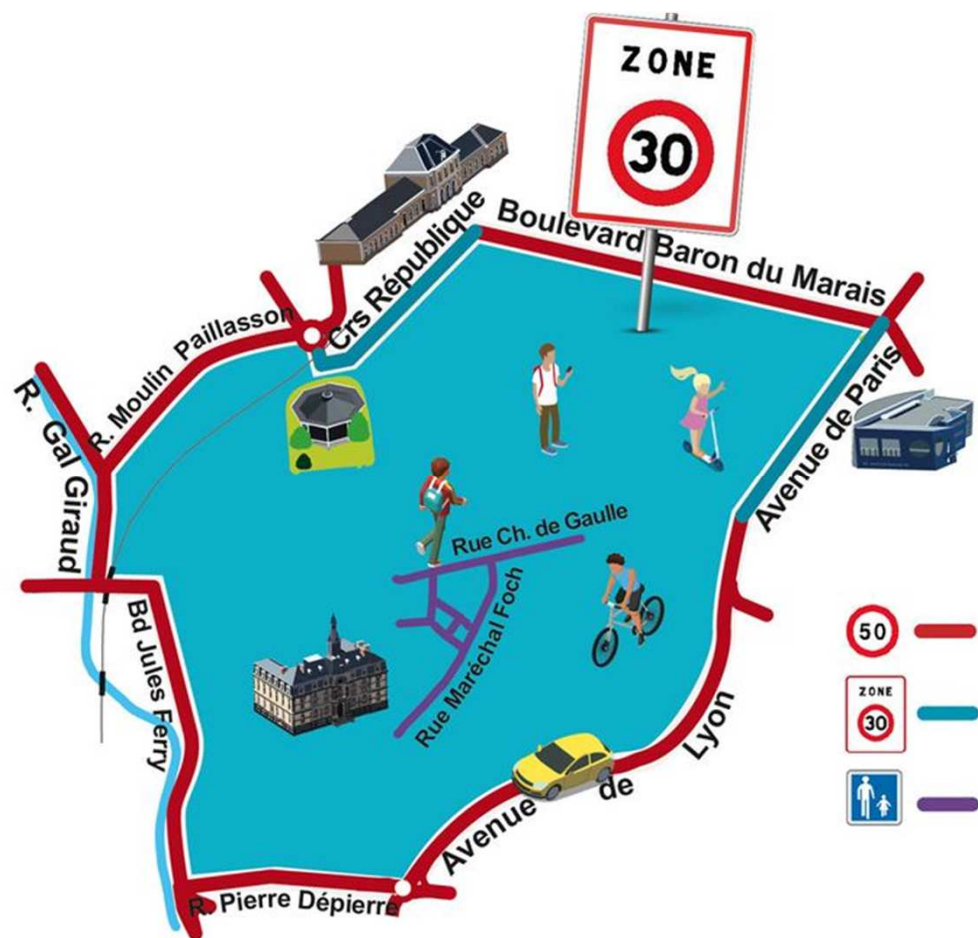 ZONE
30
Boulevard Baron du Marais
Crs République
R. Moulin Paillasson
R. Gal Giraud
Avenue de Paris
Rue Ch. de Gaulle
Rue Maréchal Foch
Bd Jules Ferry
50
ZONE
30
Avenue de Lyon
R. Pierre Dépierre